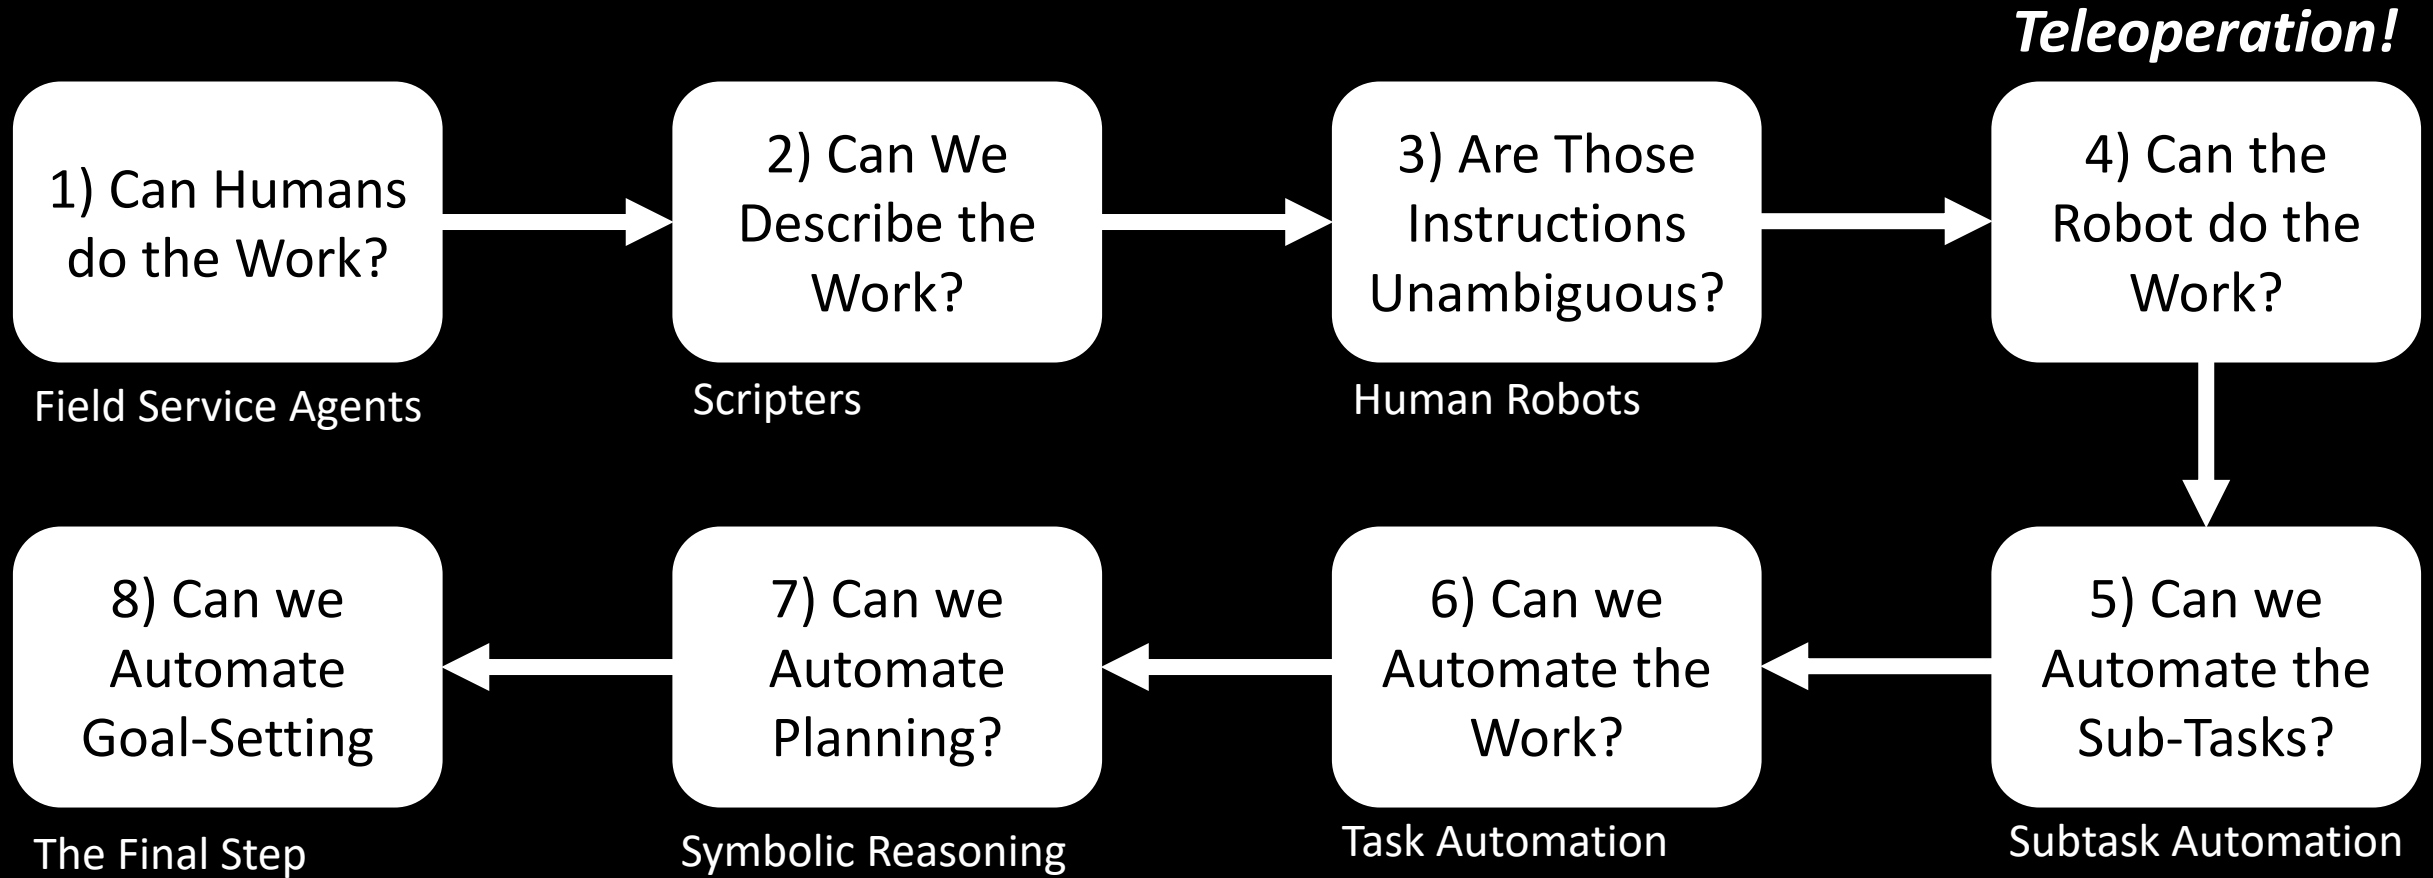 Teleoperation!
1) Can Humans
do the Work?
Field Service Agents
2) Can We
Describe the
Work?
Scripters
3) Are Those
Instructions
Unambiguous?
Human Robots
4) Can the
Robot do the
Work?
5) Can we
Automate the
Sub-Tasks?
Subtask Automation
6) Can we
Automate the
Work?
Task Automation
7) Can we
Automate
Planning?
Symbolic Reasoning
8) Can we
Automate
Goal-Setting
The Final Step